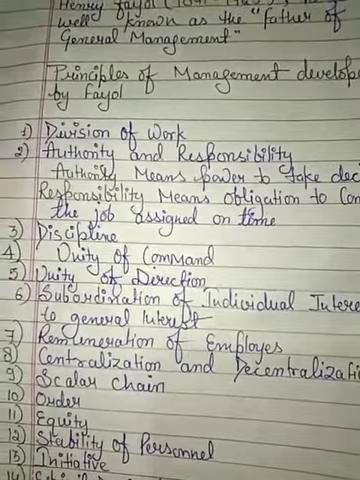 Henry Fayol
well known as the "father of
General Management"
Principles of Management develope
by Fayol
1) Division of Work
2) Authority and Responsibility
Authority Means power to take dec
Responsibility Means obligation to Com
the job assigned on time
3) Discipline
4) Unity of Command
5) Unity of Direction
6) Subordination of Individual Intere
to general Interest
7) Remuneration of Employes
8) Centralization and Decentralizati
9) Scalar Chain
10) Order
11) Equity
12) Stability of Personnel
13) Initiative
14)